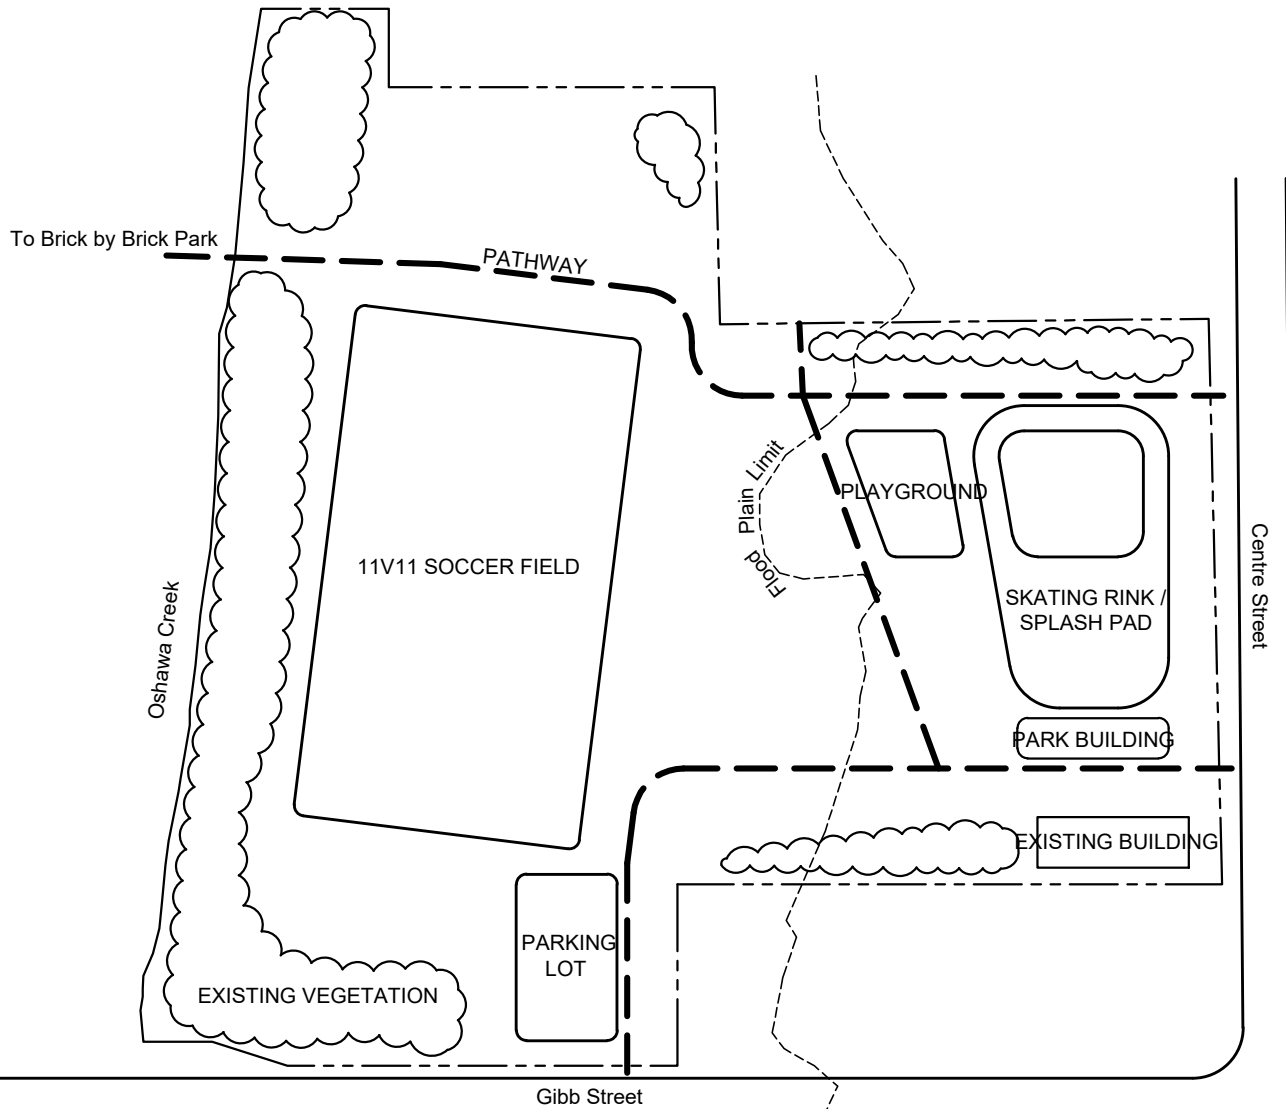 To Brick by Brick Park
PATHWAY
Flood Plain Limit
PLAYGROUND
11V11 SOCCER FIELD
SKATING RINK /
SPLASH PAD
Centre Street
Oshawa Creek
PARK BUILDING
EXISTING BUILDING
PARKING
LOT
EXISTING VEGETATION
Gibb Street